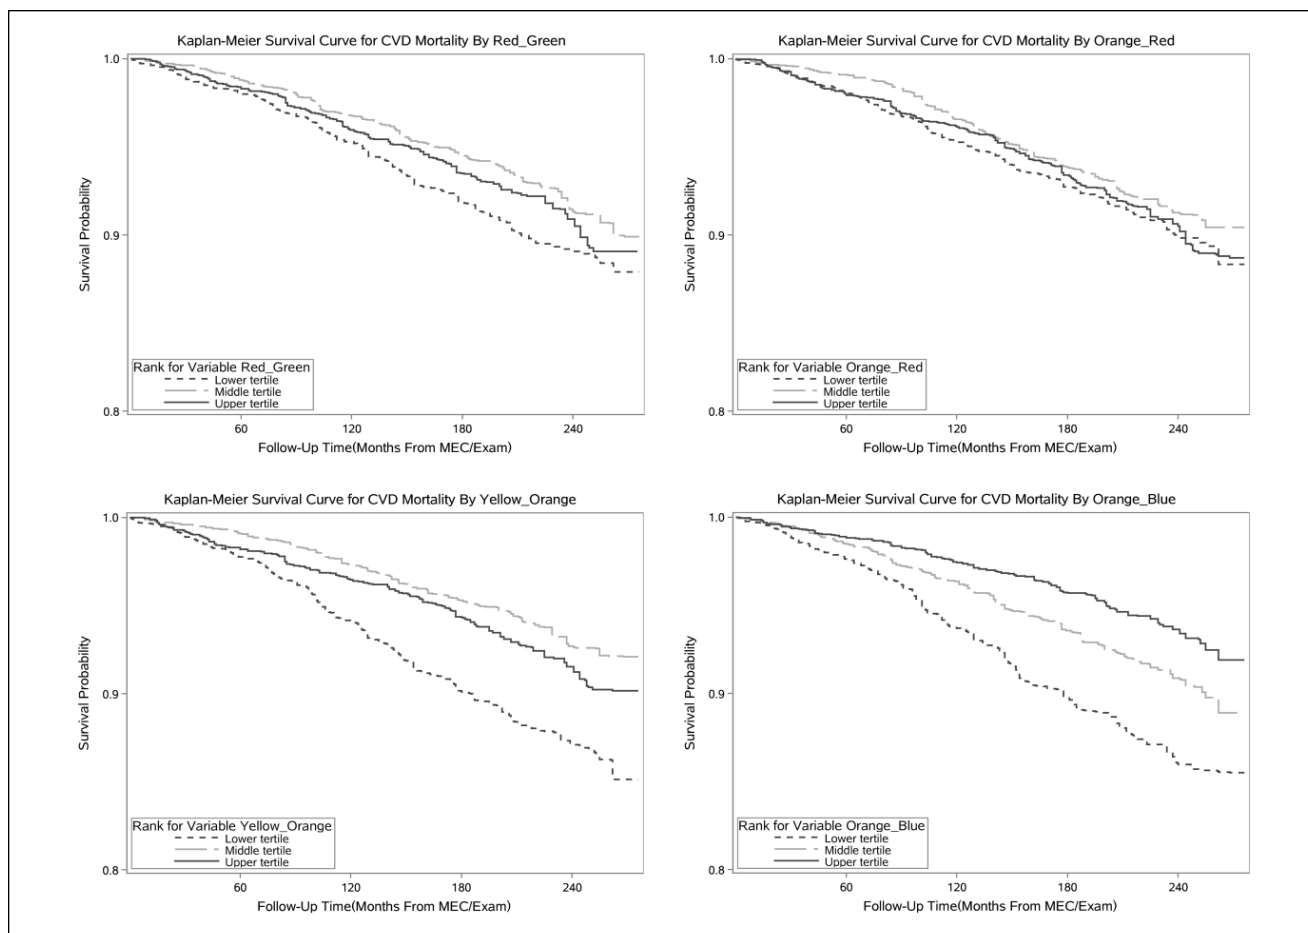 Kaplan-Meier Survival Curve for CVD Mortality By Red_Green
1.0
0.9
0.8
Survival Probability
Rank for Variable Red_Green
Lower tertile
Middle tertile
Upper tertile
60 120 180 240
Follow-Up Time(Months From MEC/Exam)
Kaplan-Meier Survival Curve for CVD Mortality By Orange_Red
1.0
0.9
0.8
Survival Probability
Rank for Variable Orange_Red
Lower tertile
Middle tertile
Upper tertile
60 120 180 240
Follow-Up Time(Months From MEC/Exam)
Kaplan-Meier Survival Curve for CVD Mortality By Yellow_Orange
1.0
0.9
0.8
Survival Probability
Rank for Variable Yellow_Orange
Lower tertile
Middle tertile
Upper tertile
60 120 180 240
Follow-Up Time(Months From MEC/Exam)
Kaplan-Meier Survival Curve for CVD Mortality By Orange_Blue
1.0
0.9
0.8
Survival Probability
Rank for Variable Orange_Blue
Lower tertile
Middle tertile
Upper tertile
60 120 180 240
Follow-Up Time(Months From MEC/Exam)